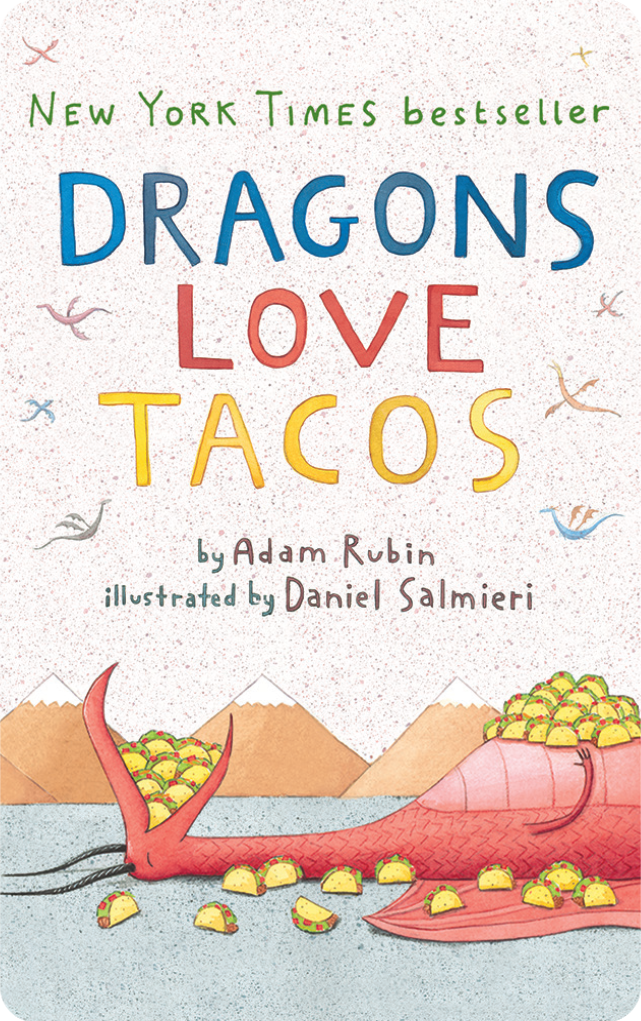 NEW YORK TIMES bestseller
DRAGONS
LOVE
TACOS
by Adam Rubin
illustrated by Daniel Salmieri